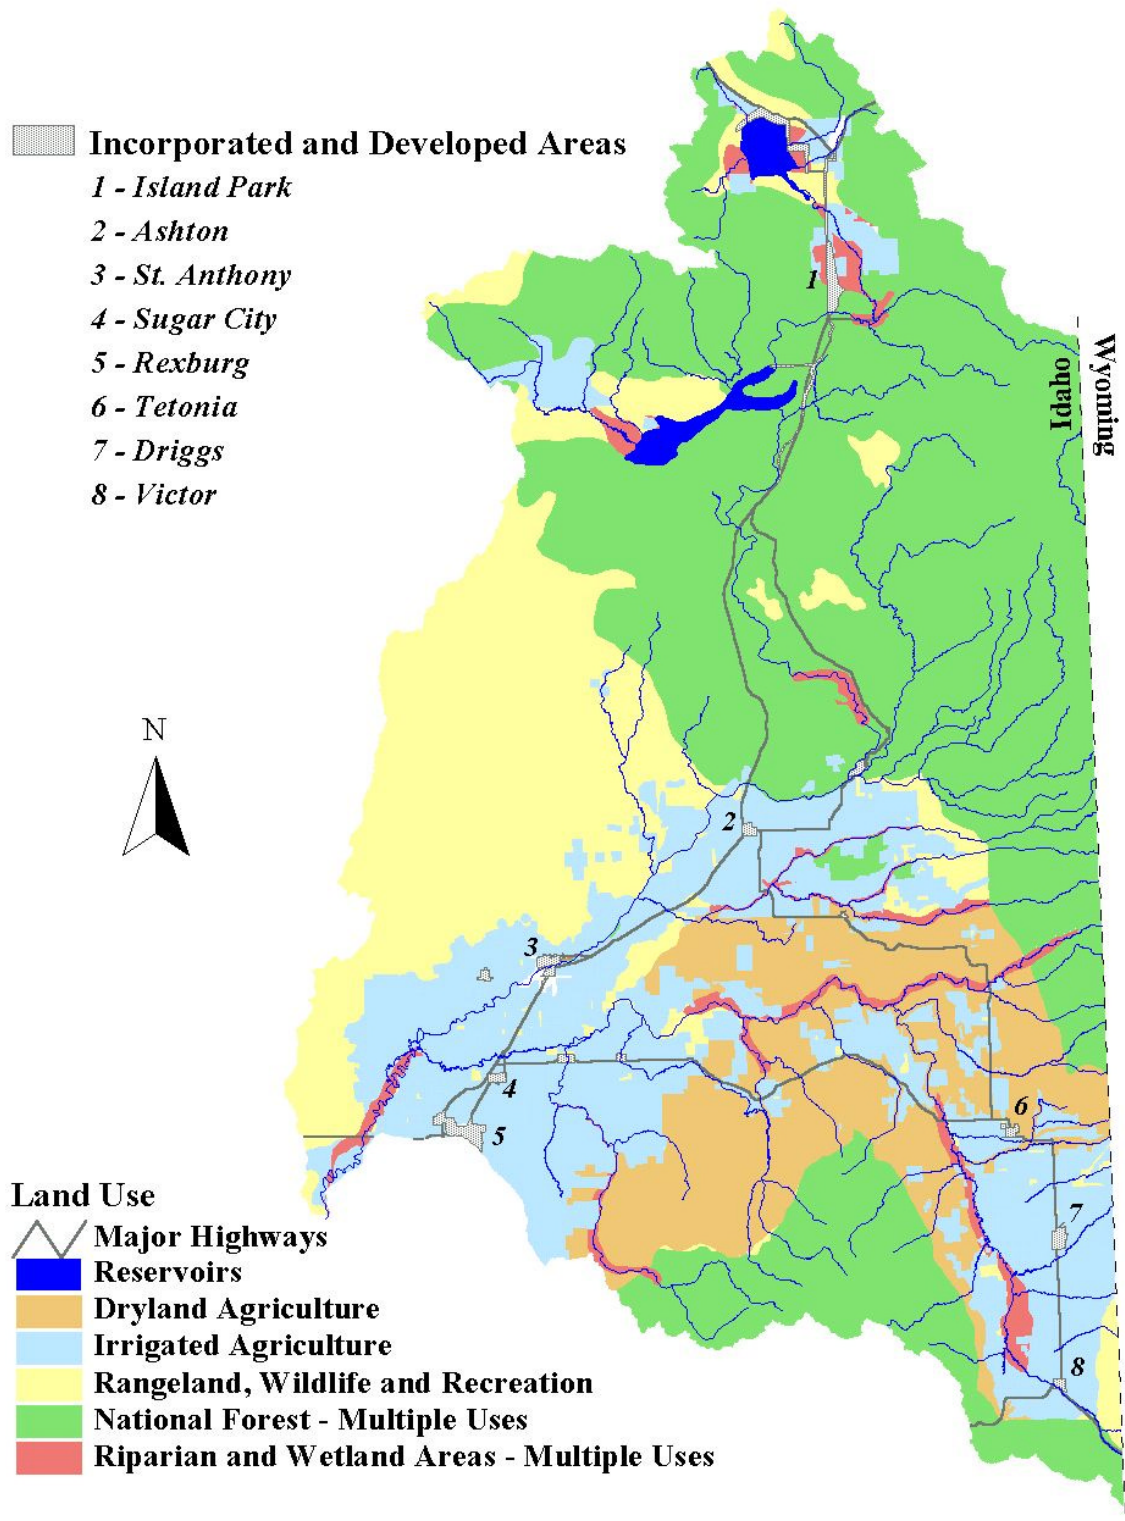 Incorporated and Developed Areas
1 - Island Park
2 - Ashton
3 - St. Anthony
4 - Sugar City
5 - Rexburg
6 - Tetonia
7 - Driggs
8 - Victor
1
Idaho
Wyoming
N
2
3
4
5
6
7
8
Land Use
Major Highways
Reservoirs
Dryland Agriculture
Irrigated Agriculture
Rangeland, Wildlife and Recreation
National Forest - Multiple Uses
Riparian and Wetland Areas - Multiple Uses